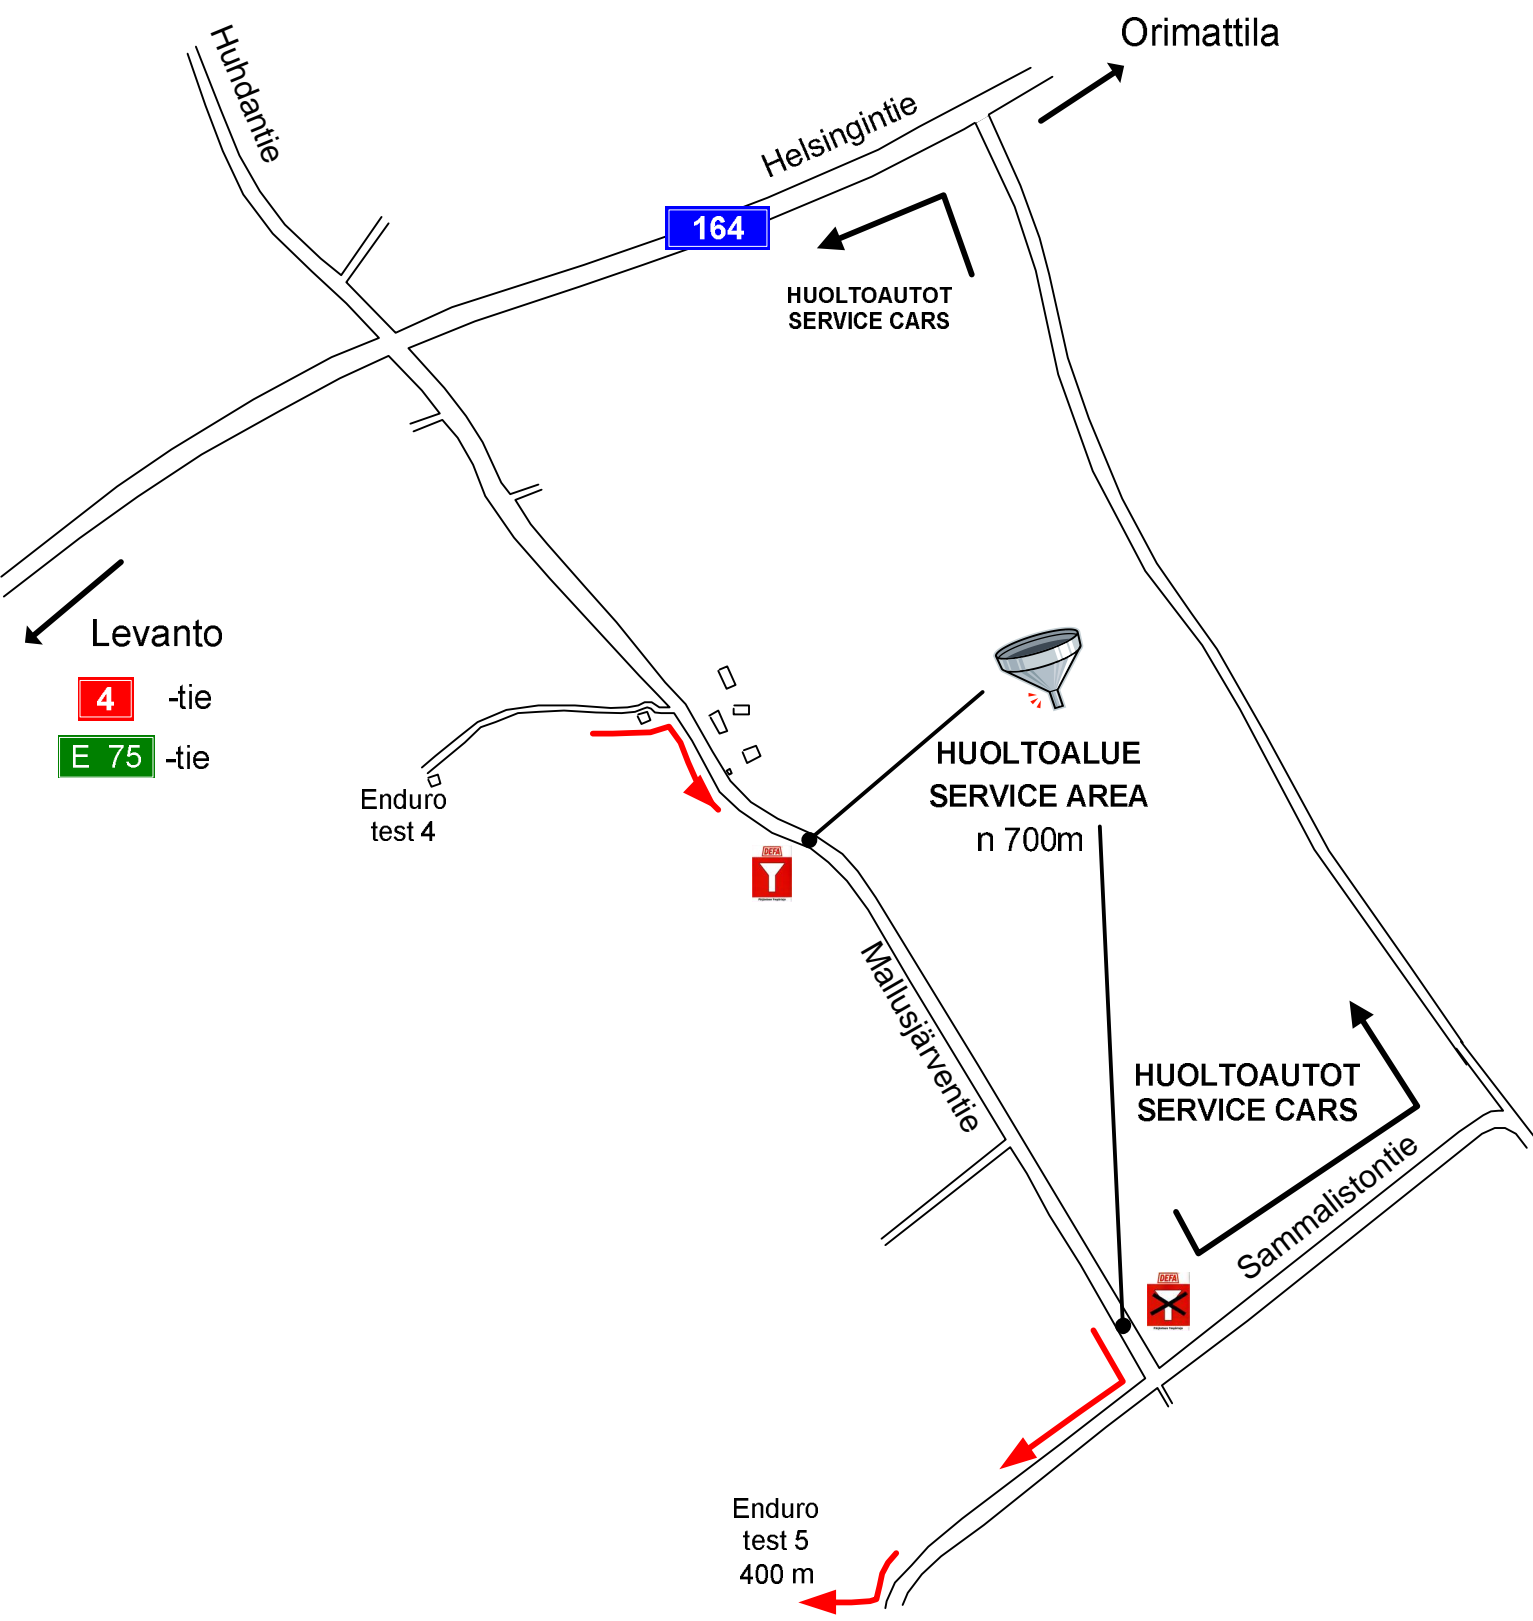 Orimattila
Huhdantie
Helsingintie
164
HUOLTOAUTOT
SERVICE CARS
Levanto
4 -tie
E 75 -tie
HUOLTOALUE
SERVICE AREA
n 700m
Enduro
test 4
DEFA
Mallusjärventie
HUOLTOAUTOT
SERVICE CARS
Sammalistontie
DEFA
Enduro
test 5
400 m